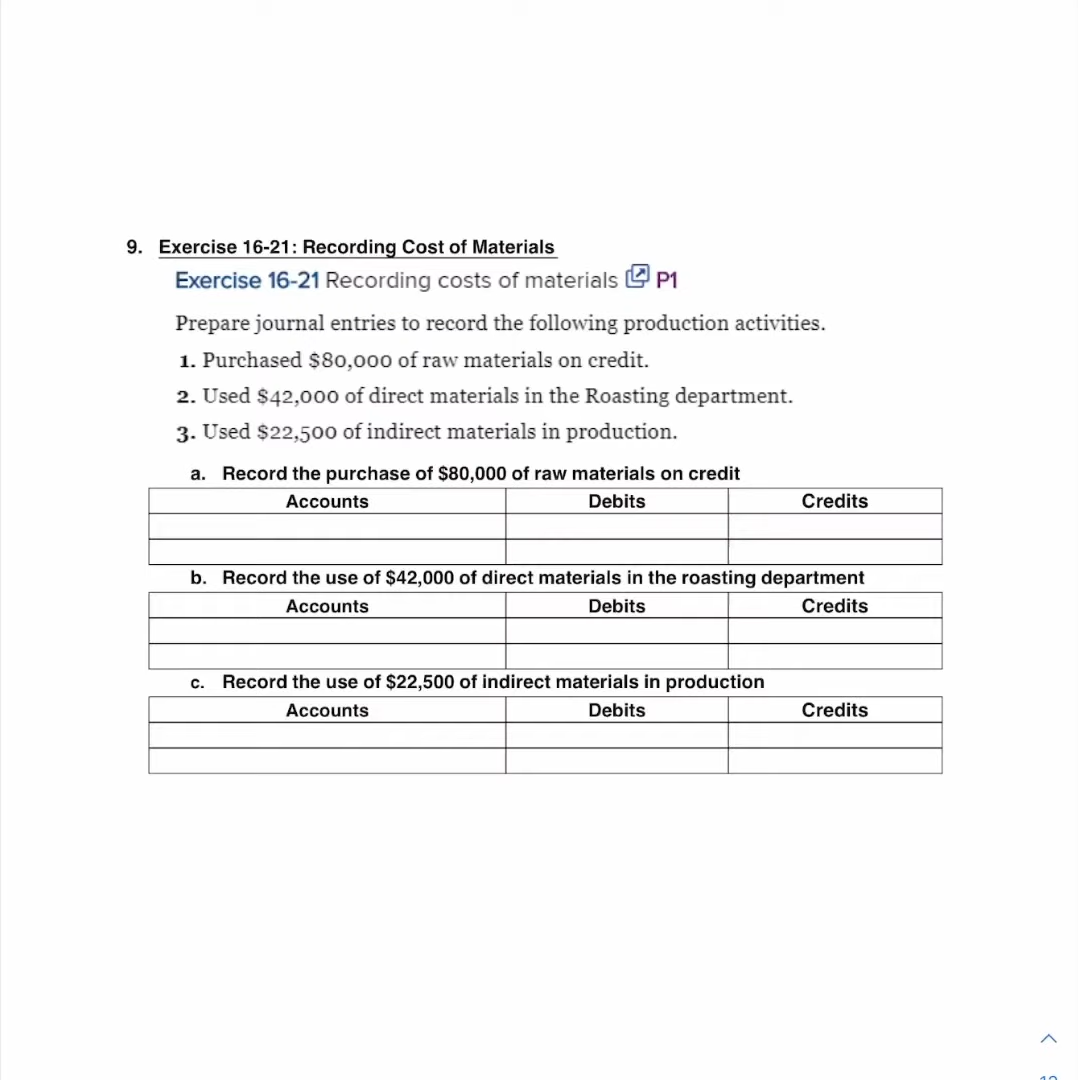 9. Exercise 16-21: Recording Cost of Materials
Exercise 16-21 Recording costs of materials P1
Prepare journal entries to record the following production activities.
1. Purchased $80,000 of raw materials on credit.
2. Used $42,000 of direct materials in the Roasting department.
3. Used $22,500 of indirect materials in production.
a. Record the purchase of $80,000 of raw materials on credit
Accounts Debits Credits
b. Record the use of $42,000 of direct materials in the roasting department
Accounts Debits Credits
c. Record the use of $22,500 of indirect materials in production
Accounts Debits Credits